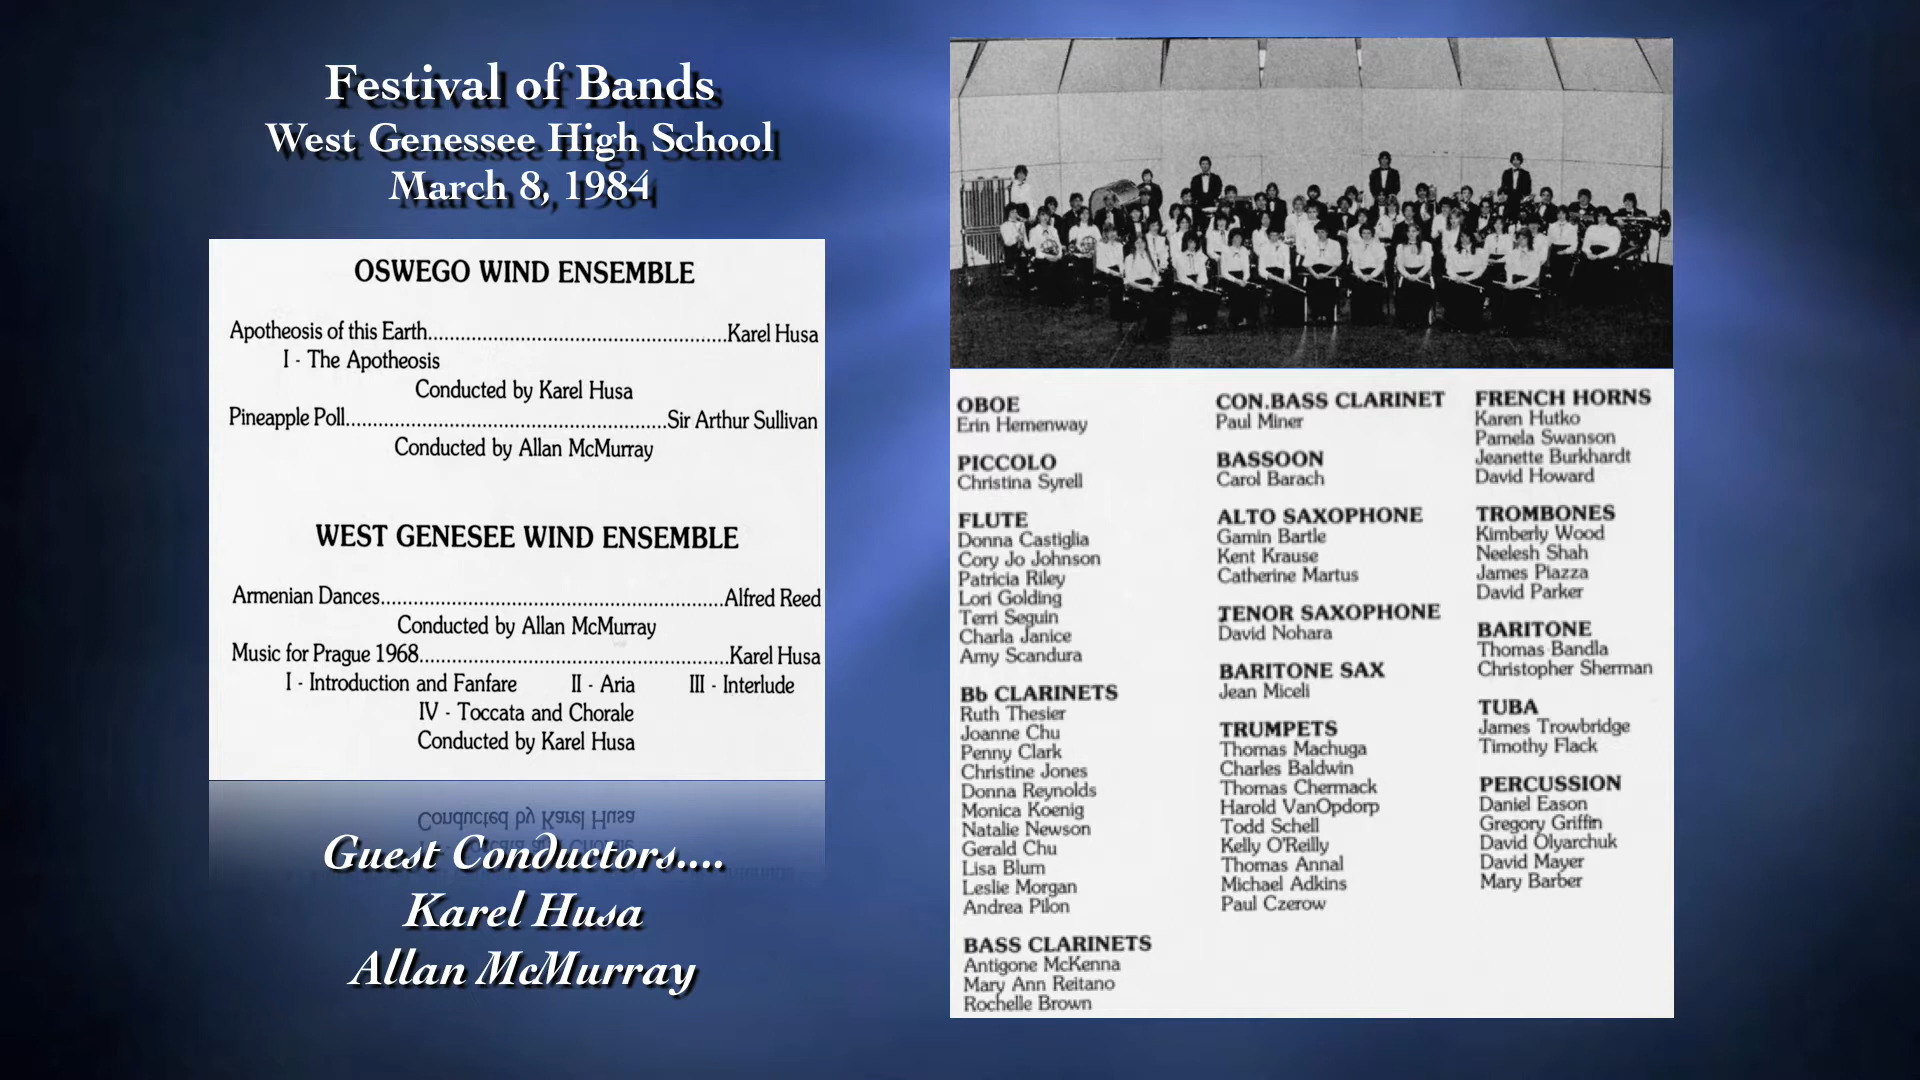 Festival of Bands
West Genessee High School
March 8, 1984
OSWEGO WIND ENSEMBLE
Apotheosis of this Earth......................................................Karel Husa
I - The Apotheosis
Conducted by Karel Husa
Pineapple Poll..........................................................Sir Arthur Sullivan
Conducted by Allan McMurray
WEST GENESEE WIND ENSEMBLE
Armenian Dances.............................................................Alfred Reed
Conducted by Allan McMurray
Music for Prague 1968........................................................Karel Husa
I - Introduction and Fanfare II - Aria III - Interlude
IV - Toccata and Chorale
Conducted by Karel Husa
Guest Conductors....
Karel Husa
Allan McMurray
OBOE
Erin Hemenway
PICCOLO
Christina Syrell
FLUTE
Donna Castiglia
Cory Jo Johnson
Patricia Riley
Lori Golding
Terri Seguin
Charla Janice
Amy Scandura
Bb CLARINETS
Ruth Thesier
Joanne Chu
Penny Clark
Christine Jones
Donna Reynolds
Monica Koenig
Natalie Newson
Gerald Chu
Lisa Blum
Leslie Morgan
Andrea Pilon
BASS CLARINETS
Antigone McKenna
Mary Ann Reitano
Rochelle Brown
CON.BASS CLARINET
Paul Miner
BASSOON
Carol Barach
ALTO SAXOPHONE
Gamin Bartle
Kent Krause
Catherine Martus
TENOR SAXOPHONE
David Nohara
BARITONE SAX
Jean Miceli
TRUMPETS
Thomas Machuga
Charles Baldwin
Thomas Chermack
Harold VanOpdorp
Todd Schell
Kelly O'Reilly
Thomas Annal
Michael Adkins
Paul Czerow
FRENCH HORNS
Karen Hutko
Pamela Swanson
Jeanette Burkhardt
David Howard
TROMBONES
Kimberly Wood
Neelesh Shah
James Piazza
David Parker
BARITONE
Thomas Bandla
Christopher Sherman
TUBA
James Trowbridge
Timothy Flack
PERCUSSION
Daniel Eason
Gregory Griffin
David Olyarchuk
David Mayer
Mary Barber